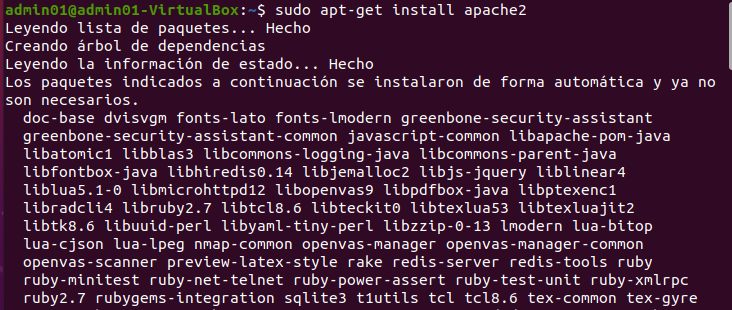 admin01@admin01-VirtualBox:~$ sudo apt-get install apache2
Leyendo lista de paquetes... Hecho
Creando árbol de dependencias
Leyendo la información de estado... Hecho
Los paquetes indicados a continuación se instalaron de forma automática y ya no
son necesarios.
doc-base dvisvgm fonts-lato fonts-lmodern greenbone-security-assistant
greenbone-security-assistant-common javascript-common libapache-pom-java
libatomic1 libblas3 libcommons-logging-java libcommons-parent-java
libfontbox-java libhiredis0.14 libjemalloc2 libjs-jquery liblinear4
liblua5.1-0 libmicrohttpd12 libopenvas9 libpdfbox-java libptexenc1
libradcli4 libruby2.7 libtcl8.6 libteckit0 libtexlua53 libtexluajit2
libtk8.6 libuuid-perl libyaml-tiny-perl libzzip-0-13 lmodern lua-bitop
lua-cjson lua-lpeg nmap-common openvas-manager openvas-manager-common
openvas-scanner preview-latex-style rake redis-server redis-tools ruby
ruby-minitest ruby-net-telnet ruby-power-assert ruby-test-unit ruby-xmlrpc
ruby2.7 rubygems-integration sqlite3 t1utils tcl tcl8.6 tex-common tex-gyre